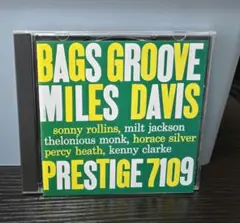 BAGS GROOVE
MILES DAVIS
sonny rollins, milt jackson
thelonious monk, horace silver
percy heath, kenny clarke
PRESTIGE 7109